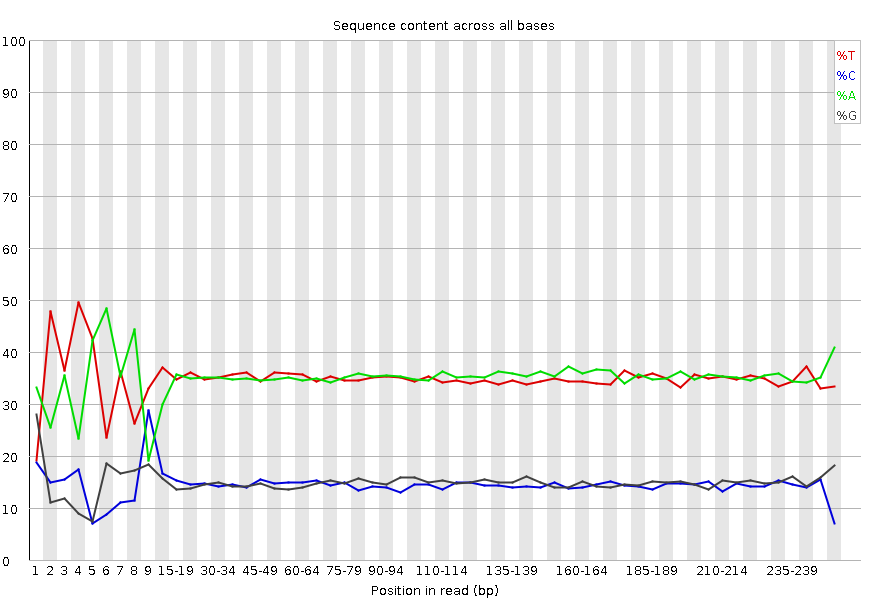 Sequence content across all bases
100
90
80
70
60
50
40
30
20
10
0
%T
%C
%A
%G
1 2 3 4 5 6 7 8 9 15-19 30-34 45-49 60-64 75-79 90-94 110-114 135-139 160-164 185-189 210-214 235-239
Position in read (bp)